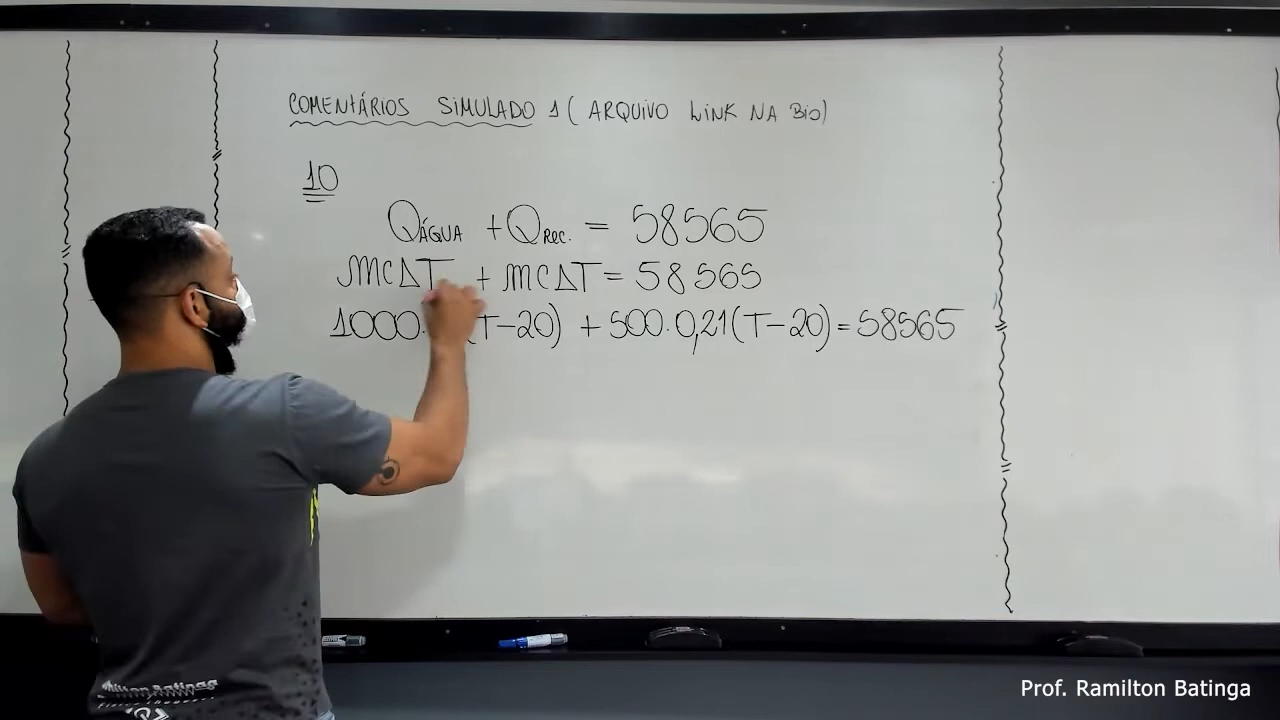 COMENTÁRIOS SIMULADO 1 ( ARQUIVO LINK NA BIO)
10
QÁGUA + QREC. = 58565
MCΔT + MCΔT = 58565
1000. (T-20) + 500.0,21(T-20) = 58565
Batinga
Prof. Ramilton Batinga